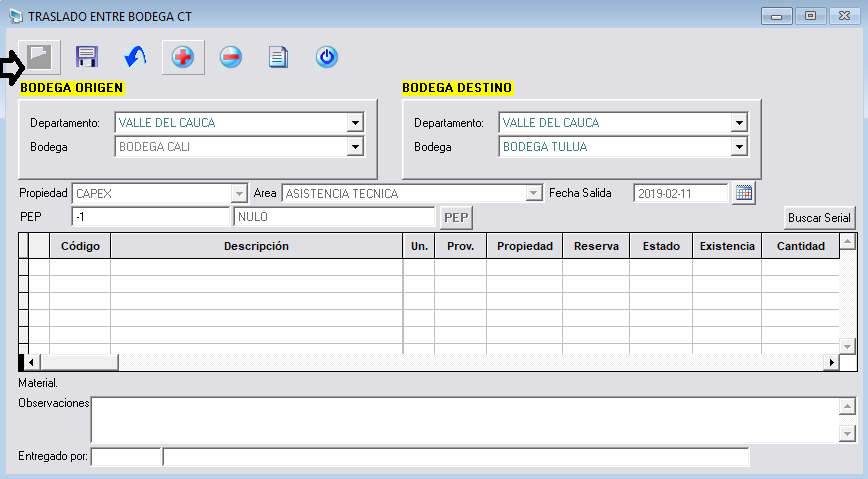 TRASLADO ENTRE BODEGA CT
BODEGA ORIGEN BODEGA DESTINO
Departamento: VALLE DEL CAUCA Departamento: VALLE DEL CAUCA
Bodega BODEGA CALI Bodega BODEGA TULUA
Propiedad CAPEX Area ASISTENCIA TECNICA Fecha Salida 2019-02-11
PEP -1 NULO PEP Buscar Serial
Código Descripción Un. Prov. Propiedad Reserva Estado Existencia Cantidad
Material.
Observaciones
Entregado por: